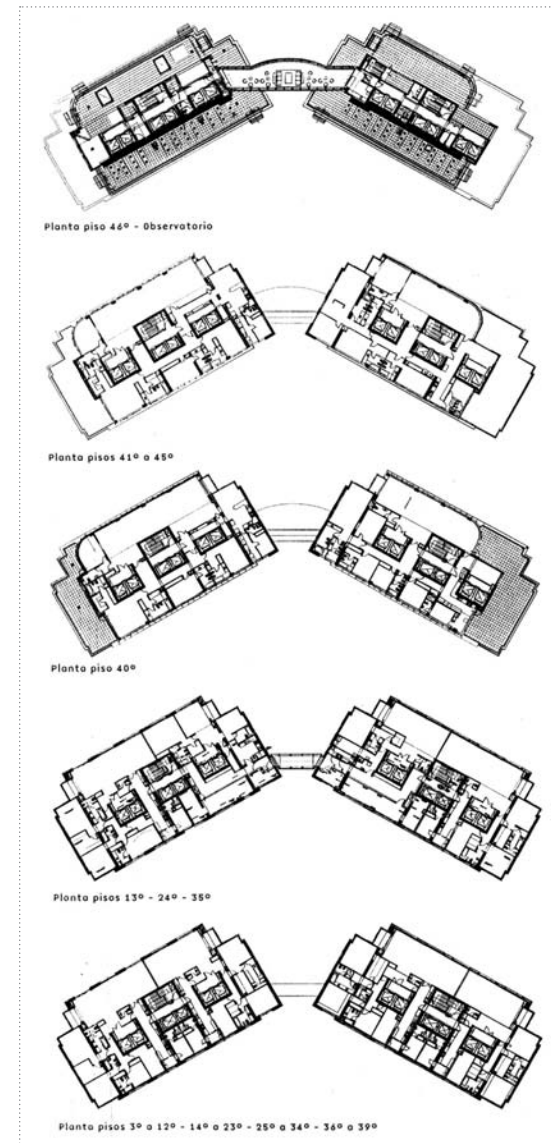 Planta piso 46º - Observatorio
Planta pisos 41º a 45º
Planta piso 40º
Planta pisos 13º - 24º - 35º
Planta pisos 3º a 12º - 14º a 23º - 25º a 34º - 36º a 39º